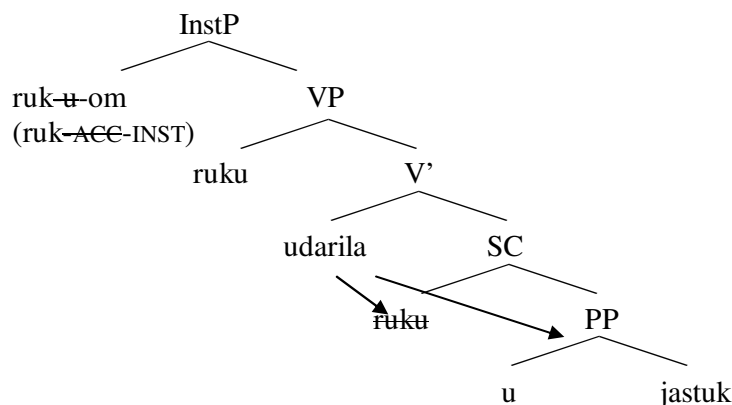 InstP
ruk-u-om VP
(ruk-ACC-INST)
ruku V’
udarila SC
ruku PP
u jastuk